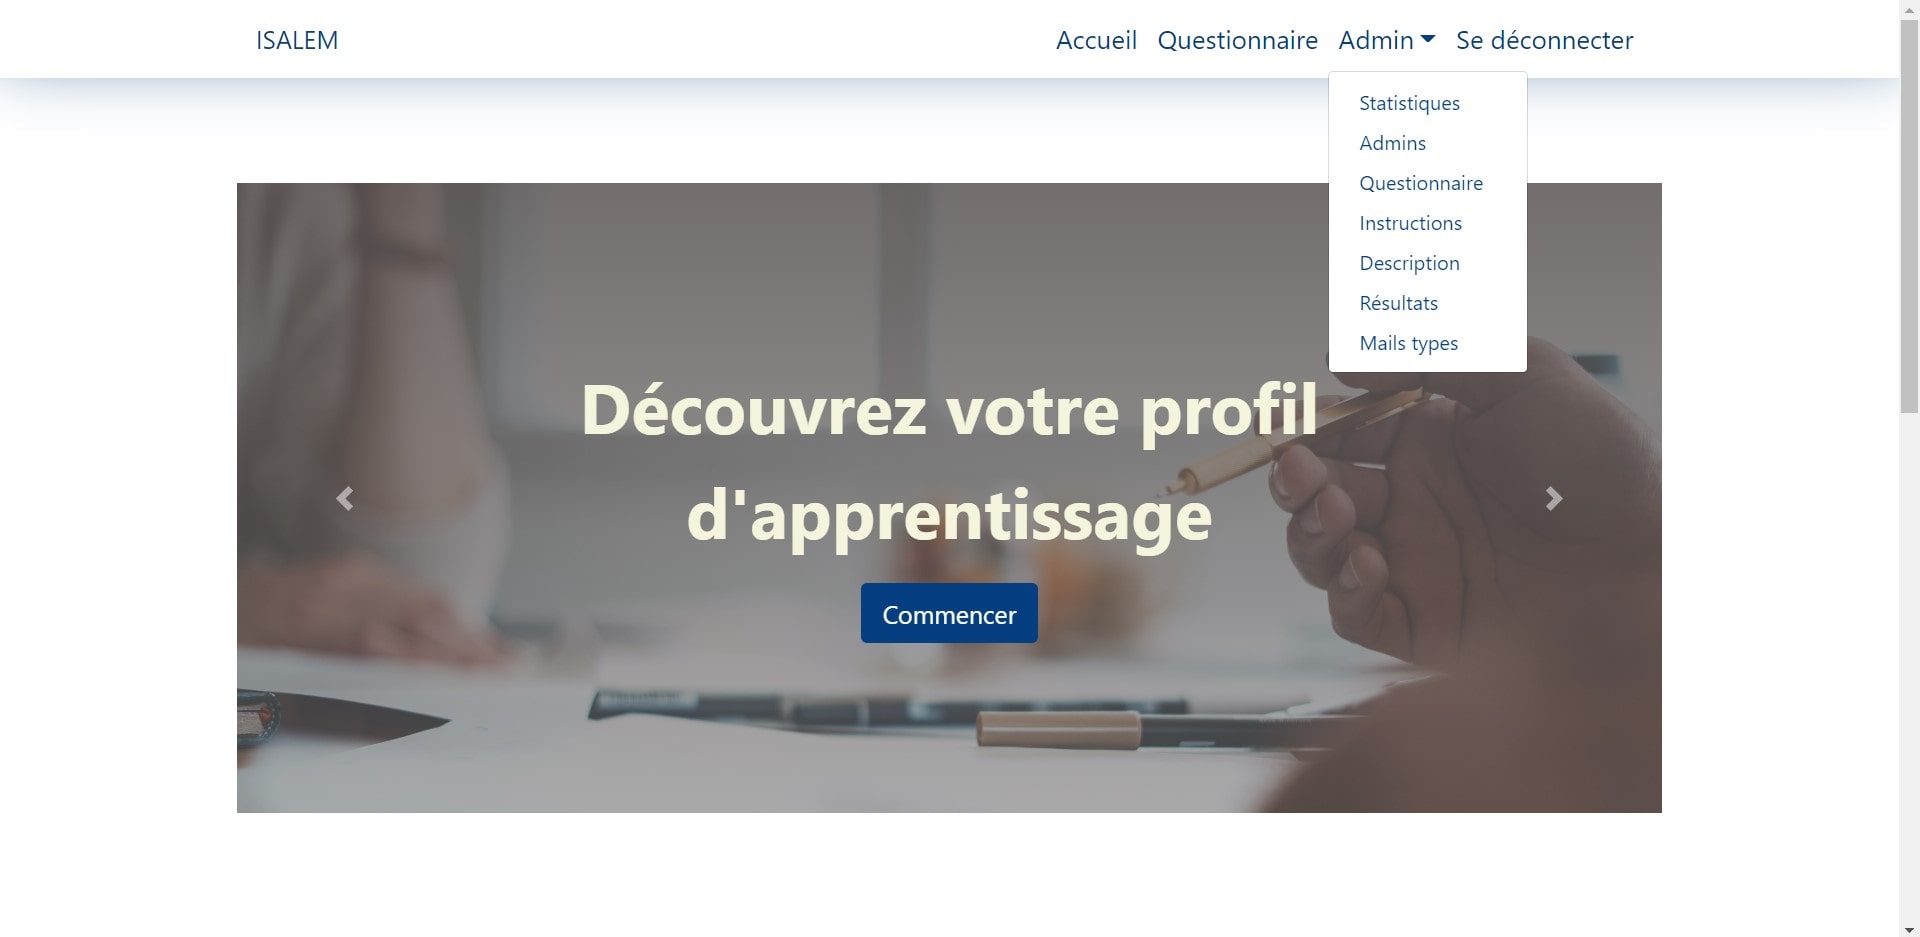 ISALEM
Accueil Questionnaire Admin Se déconnecter
Statistiques
Admins
Questionnaire
Instructions
Description
Résultats
Mails types
Découvrez votre profil
d'apprentissage
Commencer